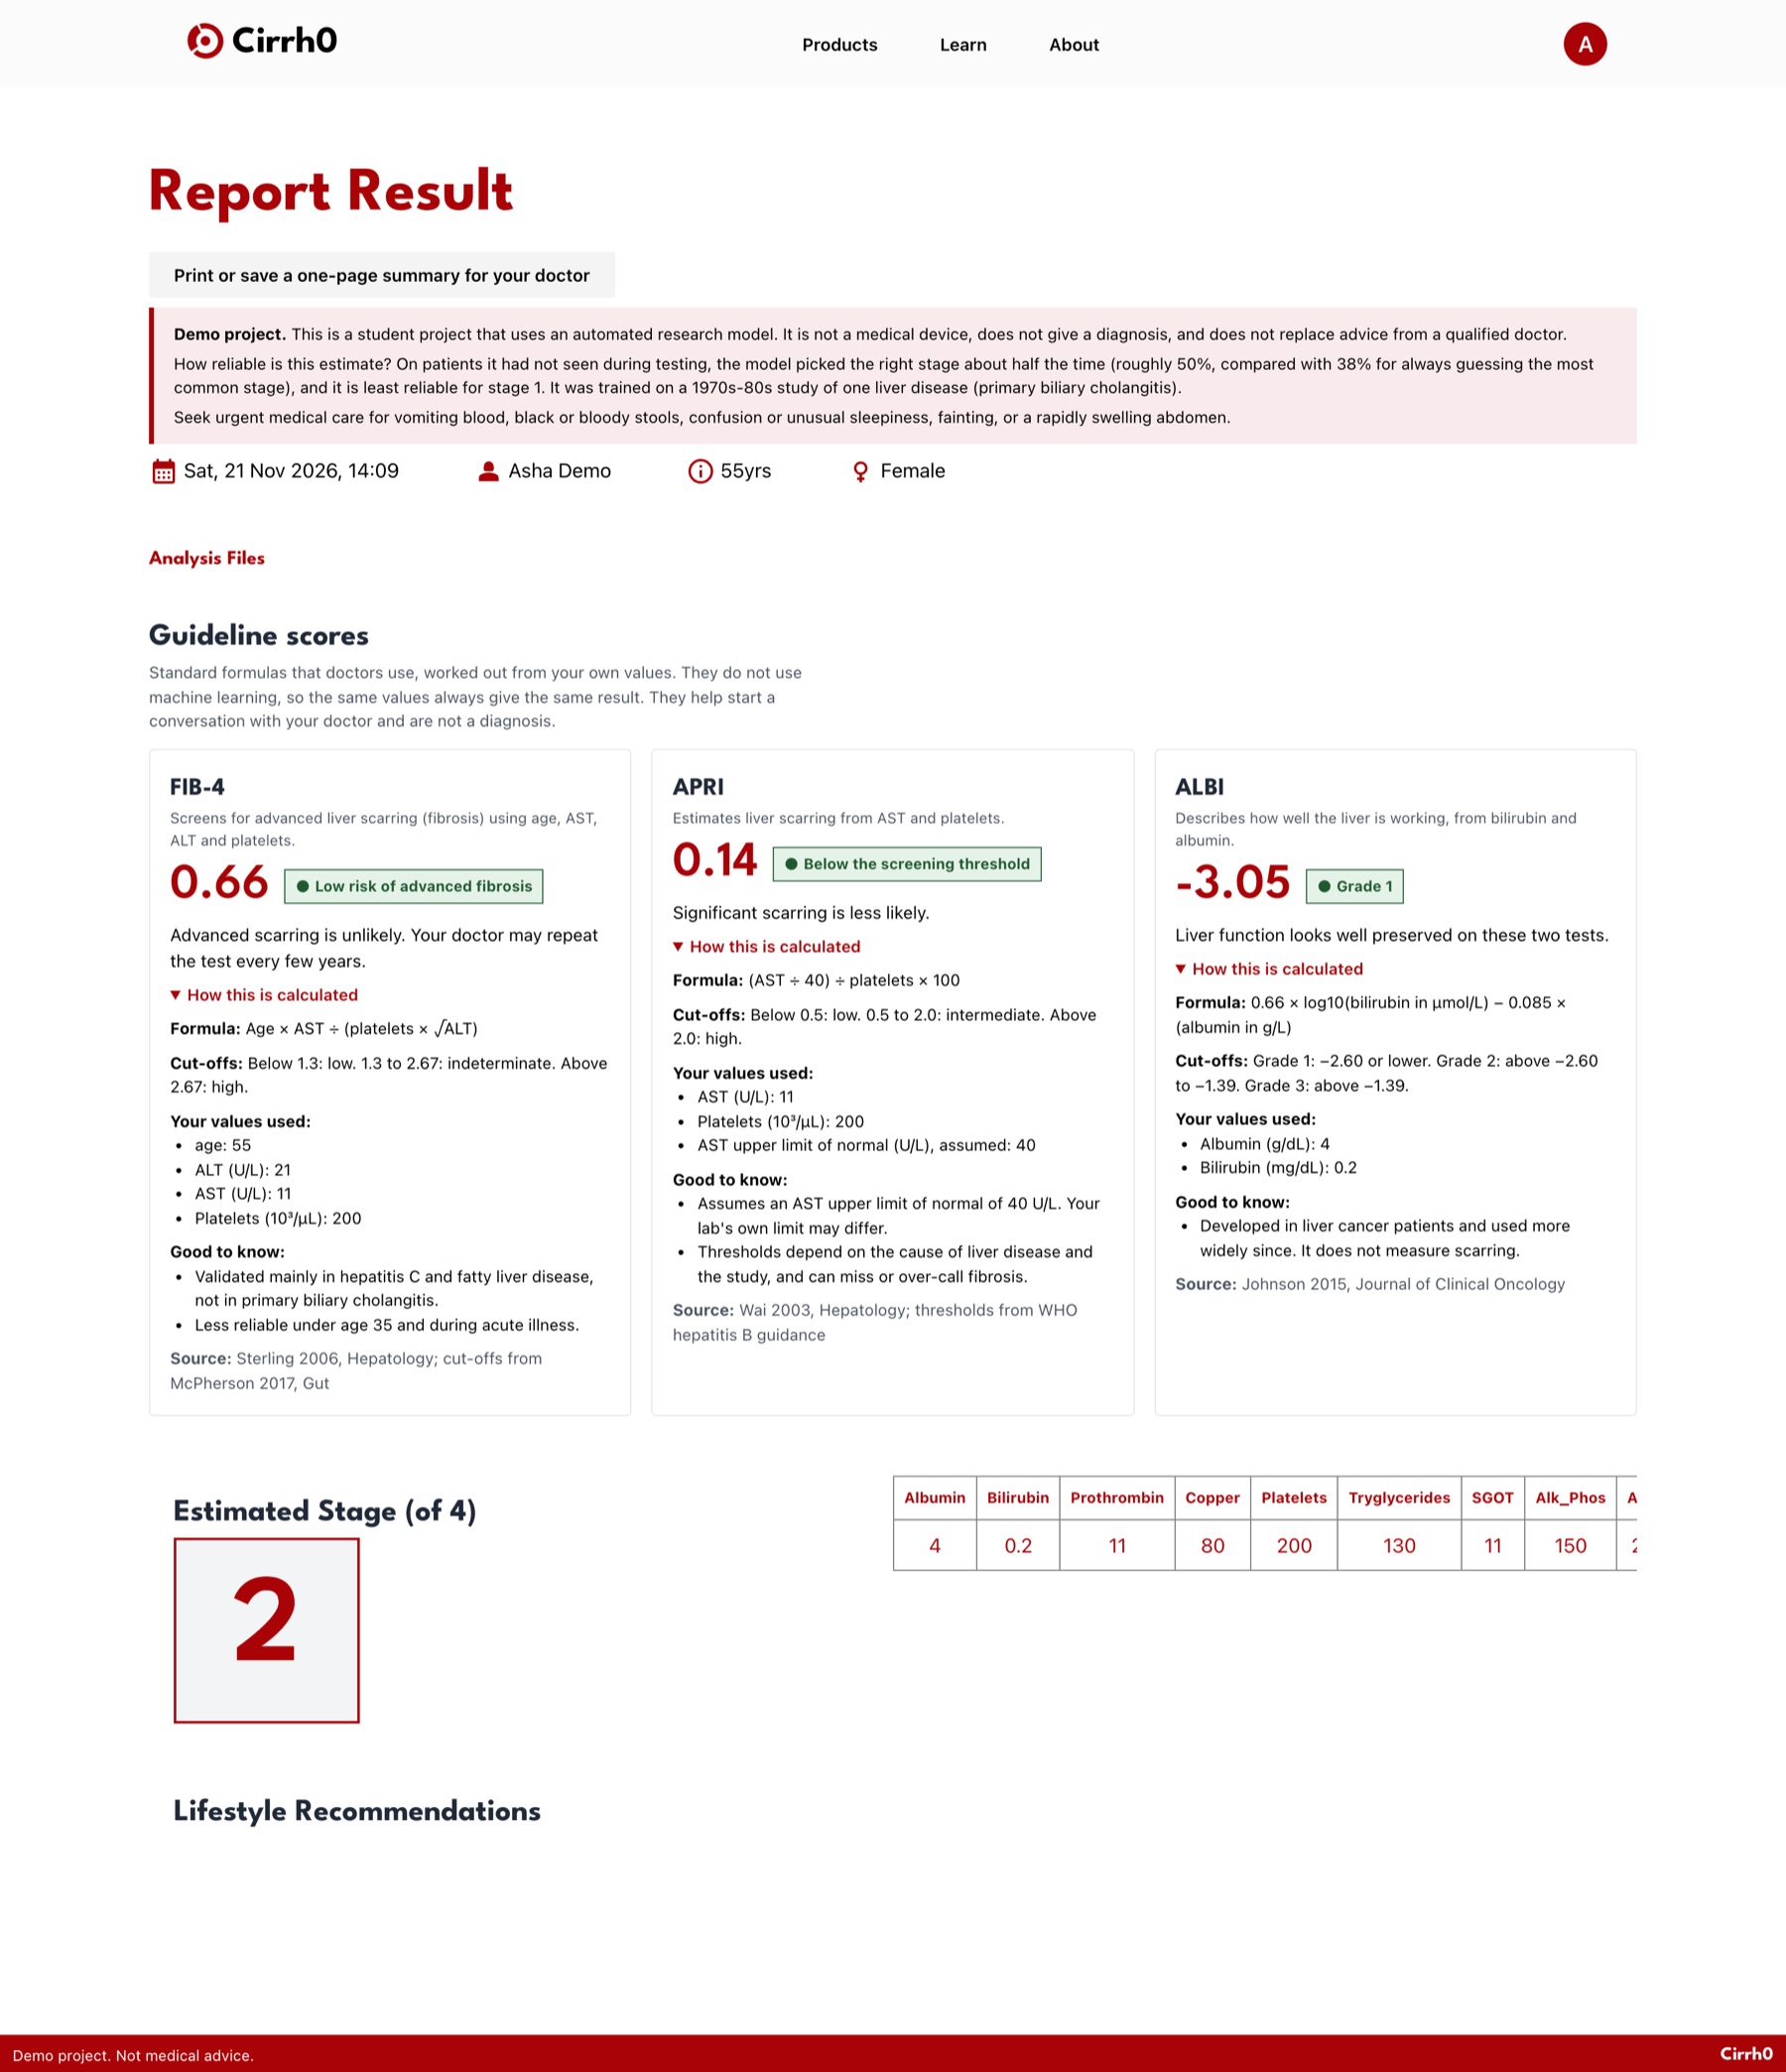 Cirrh0
Products
Learn
About
A
Report Result
Print or save a one-page summary for your doctor
Demo project. This is a student project that uses an automated research model. It is not a medical device, does not give a diagnosis, and does not replace advice from a qualified doctor.
How reliable is this estimate? On patients it had not seen during testing, the model picked the right stage about half the time (roughly 50%, compared with 38% for always guessing the most
common stage), and it is least reliable for stage 1. It was trained on a 1970s-80s study of one liver disease (primary biliary cholangitis).
Seek urgent medical care for vomiting blood, black or bloody stools, confusion or unusual sleepiness, fainting, or a rapidly swelling abdomen.
Sat, 21 Nov 2026, 14:09
Asha Demo
55yrs
Female
Analysis Files
Guideline scores
Standard formulas that doctors use, worked out from your own values. They do not use
machine learning, so the same values always give the same result. They help start a
conversation with your doctor and are not a diagnosis.
FIB-4
Screens for advanced liver scarring (fibrosis) using age, AST,
ALT and platelets.
0.66
Low risk of advanced fibrosis
Advanced scarring is unlikely. Your doctor may repeat
the test every few years.
▼ How this is calculated
Formula: Age × AST ÷ (platelets × √ALT)
Cut-offs: Below 1.3: low. 1.3 to 2.67: indeterminate. Above
2.67: high.
Your values used:
• age: 55
• ALT (U/L): 21
• AST (U/L): 11
• Platelets (10³/µL): 200
Good to know:
• Validated mainly in hepatitis C and fatty liver disease,
not in primary biliary cholangitis.
• Less reliable under age 35 and during acute illness.
Source: Sterling 2006, Hepatology; cut-offs from
McPherson 2017, Gut
APRI
Estimates liver scarring from AST and platelets.
0.14
Below the screening threshold
Significant scarring is less likely.
▼ How this is calculated
Formula: (AST ÷ 40) ÷ platelets × 100
Cut-offs: Below 0.5: low. 0.5 to 2.0: intermediate. Above
2.0: high.
Your values used:
• AST (U/L): 11
• Platelets (10³/µL): 200
• AST upper limit of normal (U/L), assumed: 40
Good to know:
• Assumes an AST upper limit of normal of 40 U/L. Your
lab's own limit may differ.
• Thresholds depend on the cause of liver disease and
the study, and can miss or over-call fibrosis.
Source: Wai 2003, Hepatology; thresholds from WHO
hepatitis B guidance
ALBI
Describes how well the liver is working, from bilirubin and
albumin.
-3.05
Grade 1
Liver function looks well preserved on these two tests.
▼ How this is calculated
Formula: 0.66 × log10(bilirubin in µmol/L) − 0.085 ×
(albumin in g/L)
Cut-offs: Grade 1: −2.60 or lower. Grade 2: above −2.60
to −1.39. Grade 3: above −1.39.
Your values used:
• Albumin (g/dL): 4
• Bilirubin (mg/dL): 0.2
Good to know:
• Developed in liver cancer patients and used more
widely since. It does not measure scarring.
Source: Johnson 2015, Journal of Clinical Oncology
Estimated Stage (of 4)
2
Albumin Bilirubin Prothrombin Copper Platelets Tryglycerides SGOT Alk_Phos
4 0.2 11 80 200 130 11 150
Lifestyle Recommendations
Demo project. Not medical advice.
Cirrh0